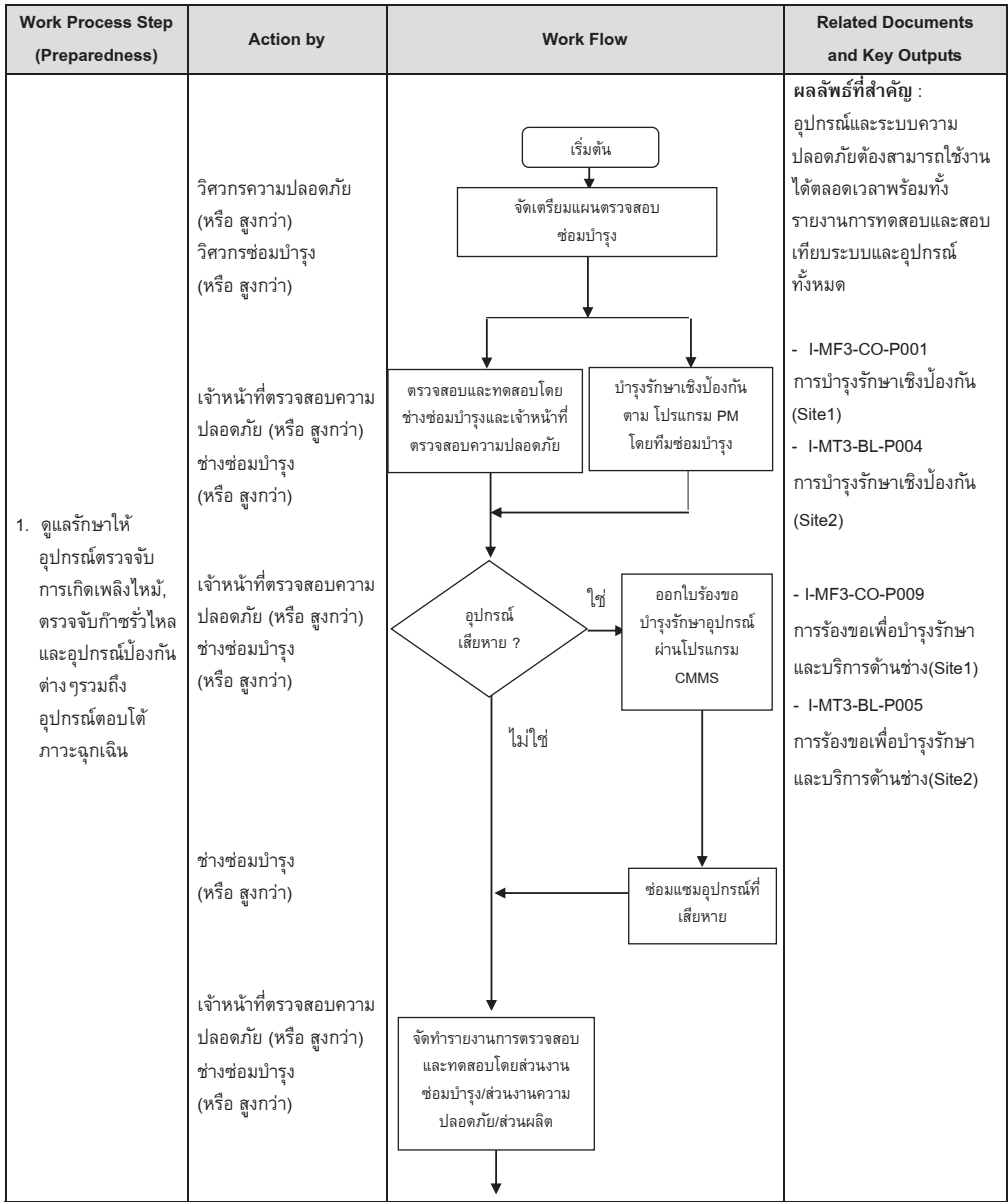 Work Process Step
(Preparedness)
Action by
Work Flow
Related Documents
and Key Outputs
1. ดูแลรักษาให้
อุปกรณ์ตรวจจับ
การเกิดเพลิงไหม้,
ตรวจจับก๊าซรั่วไหล
และอุปกรณ์ป้องกัน
ต่างๆรวมถึง
อุปกรณ์ตอบโต้
ภาวะฉุกเฉิน
วิศวกรความปลอดภัย
(หรือ สูงกว่า)
วิศวกรซ่อมบำรุง
(หรือ สูงกว่า)
เจ้าหน้าที่ตรวจสอบความ
ปลอดภัย (หรือ สูงกว่า)
ช่างซ่อมบำรุง
(หรือ สูงกว่า)
เจ้าหน้าที่ตรวจสอบความ
ปลอดภัย (หรือ สูงกว่า)
ช่างซ่อมบำรุง
(หรือ สูงกว่า)
ช่างซ่อมบำรุง
(หรือ สูงกว่า)
เจ้าหน้าที่ตรวจสอบความ
ปลอดภัย (หรือ สูงกว่า)
ช่างซ่อมบำรุง
(หรือ สูงกว่า)
เริ่มต้น
จัดเตรียมแผนตรวจสอบ
ซ่อมบำรุง
ตรวจสอบและทดสอบโดย
ช่างซ่อมบำรุงและเจ้าหน้าที่
ตรวจสอบความปลอดภัย
บำรุงรักษาเชิงป้องกัน
ตาม โปรแกรม PM
โดยทีมซ่อมบำรุง
อุปกรณ์
เสียหาย ?
ใช่
ออกใบร้องขอ
บำรุงรักษาอุปกรณ์
ผ่านโปรแกรม
CMMS
ไม่ใช่
ซ่อมแซมอุปกรณ์ที่
เสียหาย
จัดทำรายงานการตรวจสอบ
และทดสอบโดยส่วนงาน
ซ่อมบำรุง/ส่วนงานความ
ปลอดภัย/ส่วนผลิต
ผลลัพธ์ที่สำคัญ :
อุปกรณ์และระบบความ
ปลอดภัยต้องสามารถใช้งาน
ได้ตลอดเวลาพร้อมทั้ง
รายงานการทดสอบและสอบ
เทียบระบบและอุปกรณ์
ทั้งหมด
- I-MF3-CO-P001
การบำรุงรักษาเชิงป้องกัน
(Site1)
- I-MT3-BL-P004
การบำรุงรักษาเชิงป้องกัน
(Site2)
- I-MF3-CO-P009
การร้องขอเพื่อบำรุงรักษา
และบริการด้านช่าง(Site1)
- I-MT3-BL-P005
การร้องขอเพื่อบำรุงรักษา
และบริการด้านช่าง(Site2)